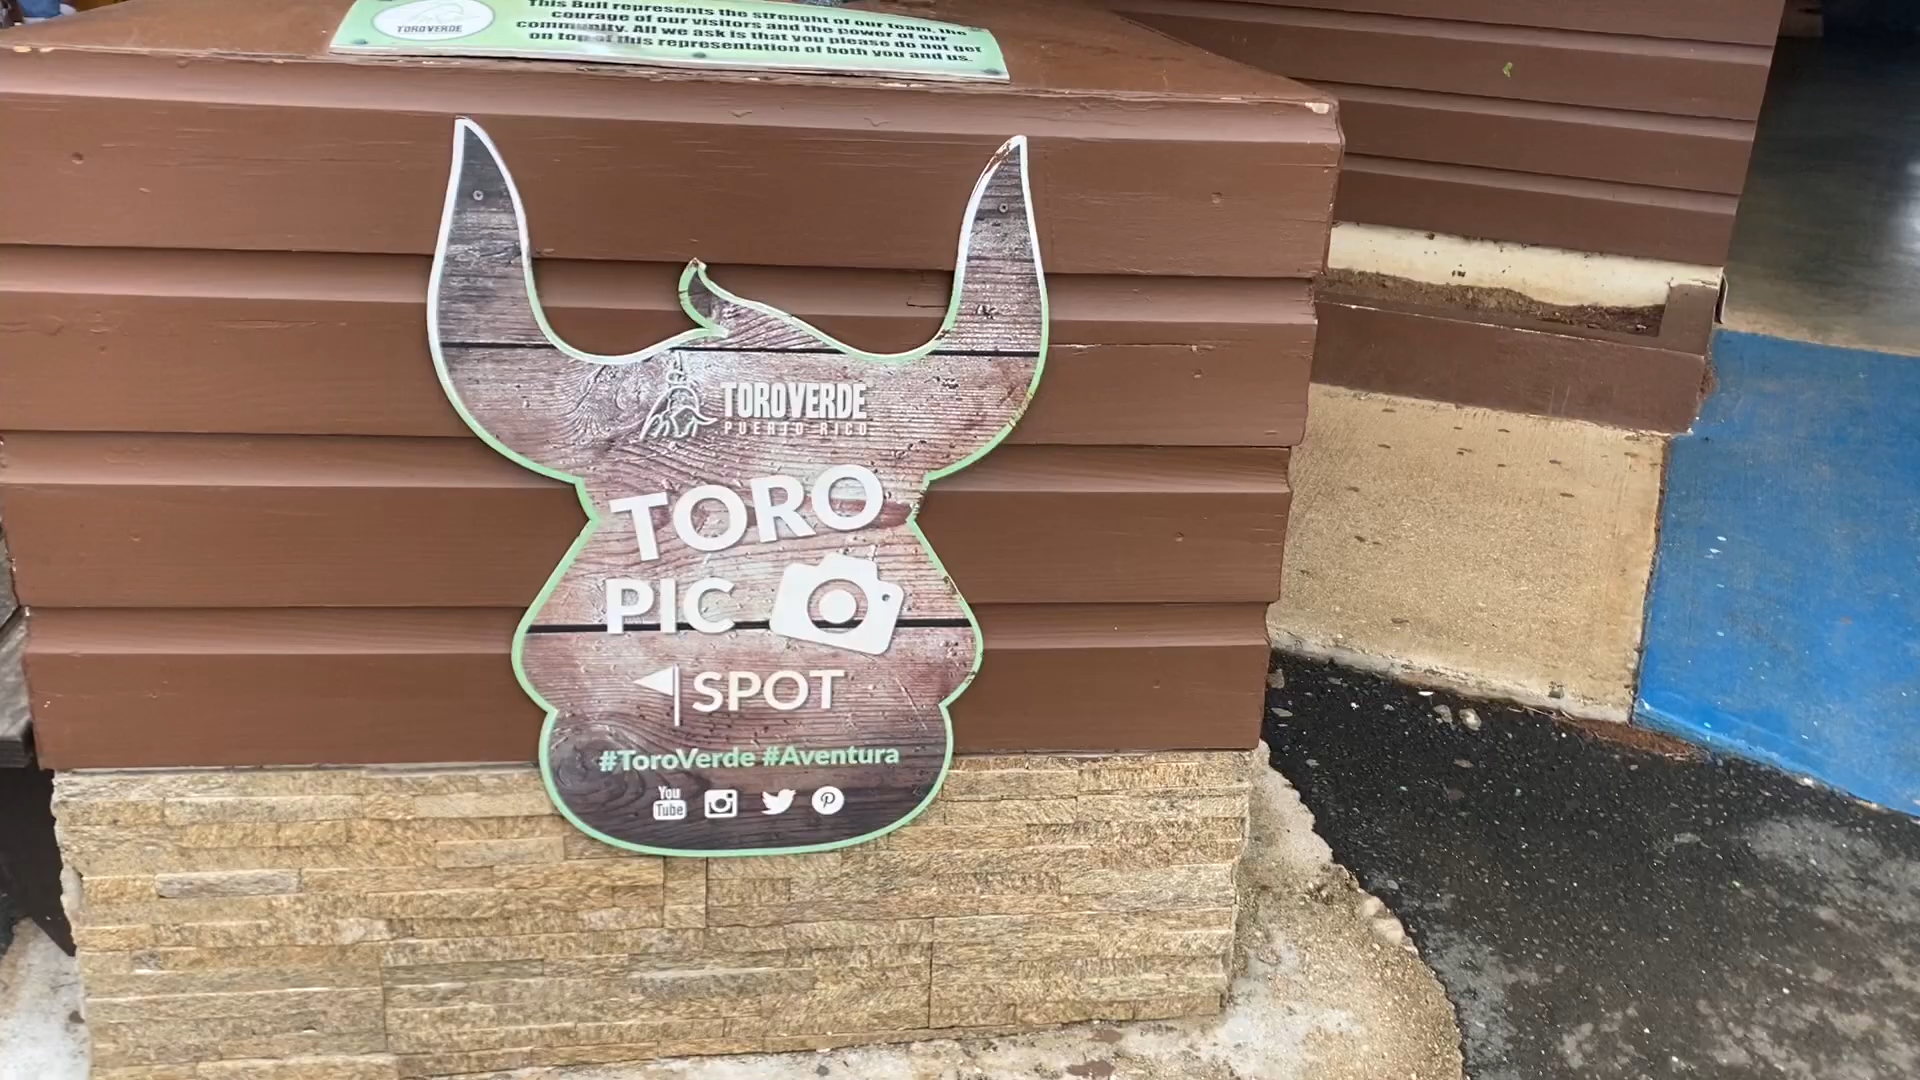 TOROVERDE
This Bull represents the strenght of our team, the
courage of our visitors and the power of our
community. All we ask is that you please do not get
on top of this representation of both you and us.
TOROVERDE
PUERTO RICO
TORO
PIC
SPOT
#ToroVerde #Aventura
You
Tube